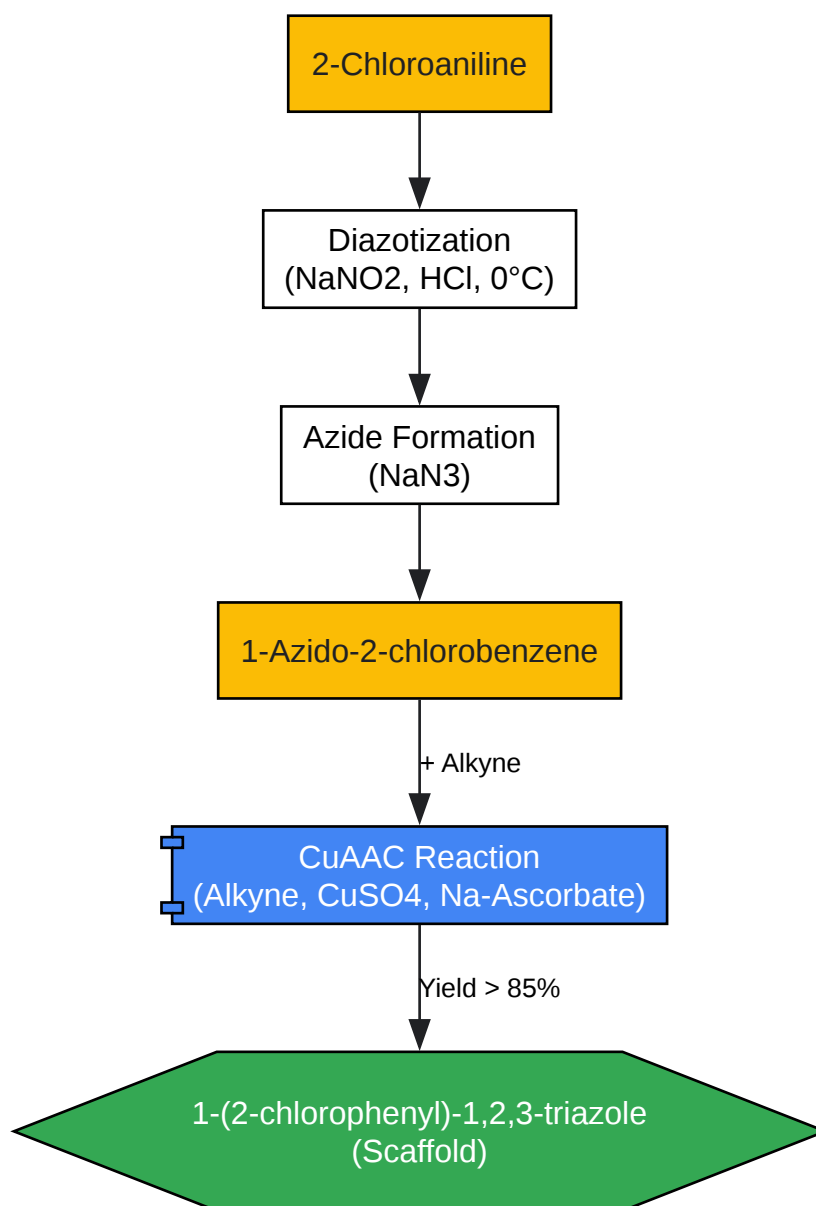 2-Chloroaniline
Diazotization
(NaNO2, HCl, 0°C)
Azide Formation
(NaN3)
1-Azido-2-chlorobenzene
+ Alkyne
CuAAC Reaction
(Alkyne, CuSO4, Na-Ascorbate)
Yield > 85%
1-(2-chlorophenyl)-1,2,3-triazole
(Scaffold)